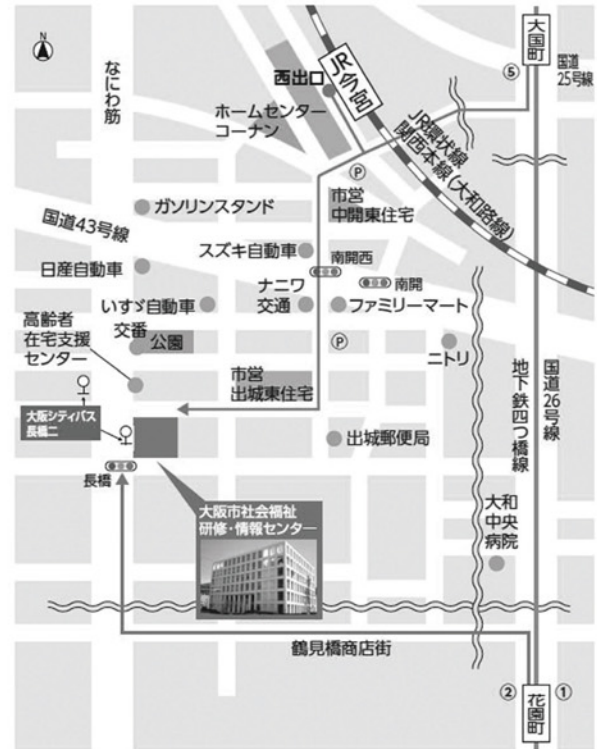 N
大国町
⑤
国道
25号線
なにわ筋
西出口
JR今宮
ホームセンター
コーナン
JR環状線
関西本線(大和路線)
P
ガソリンスタンド
市営
中開東住宅
国道43号線
スズキ自動車
南開西
日産自動車
ナニワ
交通
南開
いすゞ自動車
ファミリーマート
高齢者
在宅支援
センター
交番
公園
P
ニトリ
市営
出城東住宅
地下鉄四つ橋線
国道26号線
大阪シティバス
長橋二
出城郵便局
長橋
大阪市社会福祉
研修・情報センター
大和
中央
病院
鶴見橋商店街
②
花園町
①